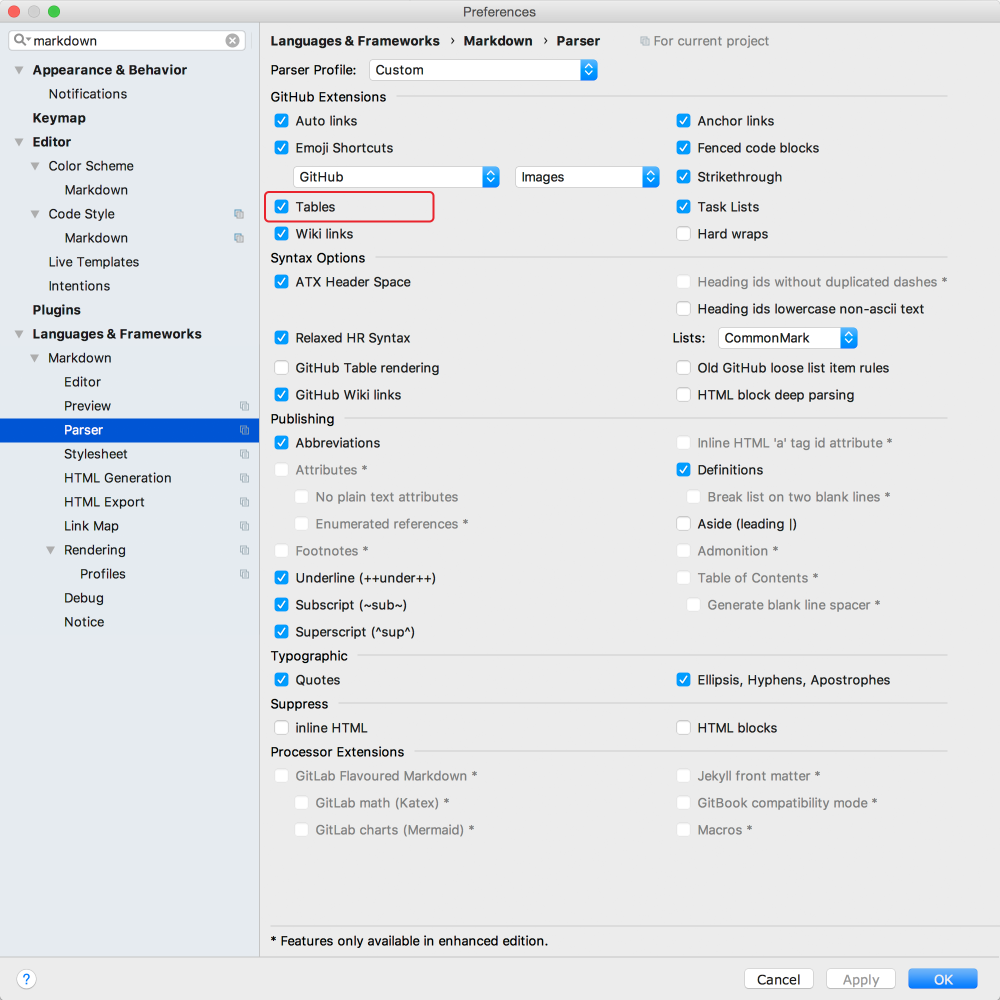 Preferences
markdown
Appearance & Behavior
Notifications
Keymap
Editor
Color Scheme
Markdown
Code Style
Markdown
Live Templates
Intentions
Plugins
Languages & Frameworks
Markdown
Editor
Preview
Parser
Stylesheet
HTML Generation
HTML Export
Link Map
Rendering
Profiles
Debug
Notice
?
Languages & Frameworks › Markdown › Parser For current project
Parser Profile: Custom
GitHub Extensions
Auto links Anchor links
Emoji Shortcuts Fenced code blocks
GitHub Images Strikethrough
Tables Task Lists
Wiki links Hard wraps
Syntax Options
ATX Header Space Heading ids without duplicated dashes *
Heading ids lowercase non-ascii text
Relaxed HR Syntax Lists: CommonMark
GitHub Table rendering Old GitHub loose list item rules
GitHub Wiki links HTML block deep parsing
Publishing
Abbreviations Inline HTML 'a' tag id attribute *
Attributes * Definitions
No plain text attributes Break list on two blank lines *
Enumerated references * Aside (leading |)
Footnotes * Admonition *
Underline (++under++) Table of Contents *
Subscript (~sub~) Generate blank line spacer *
Superscript (^sup^)
Typographic
Quotes Ellipsis, Hyphens, Apostrophes
Suppress
inline HTML HTML blocks
Processor Extensions
GitLab Flavoured Markdown * Jekyll front matter *
GitLab math (Katex) * GitBook compatibility mode *
GitLab charts (Mermaid) * Macros *
* Features only available in enhanced edition.
Cancel Apply OK